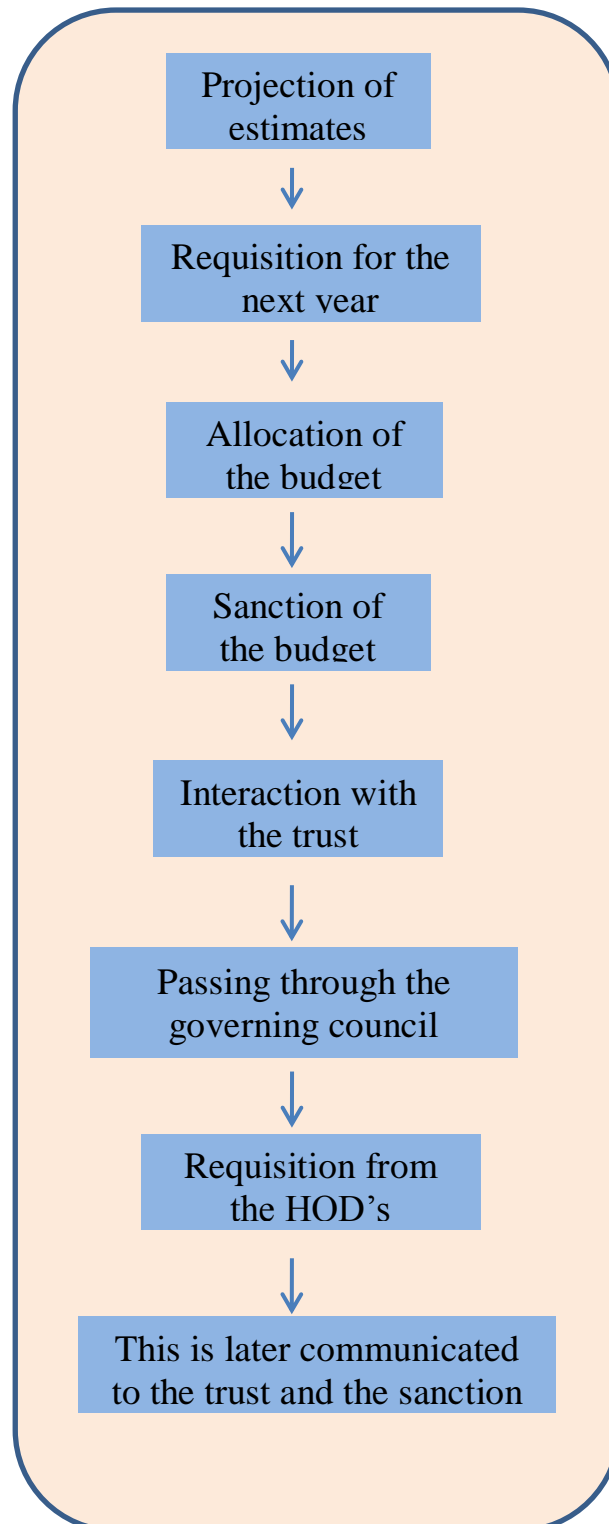 Projection of
estimates
Requisition for the
next year
Allocation of
the budget
Sanction of
the budget
Interaction with
the trust
Passing through the
governing council
Requisition from
the HOD’s
This is later communicated
to the trust and the sanction